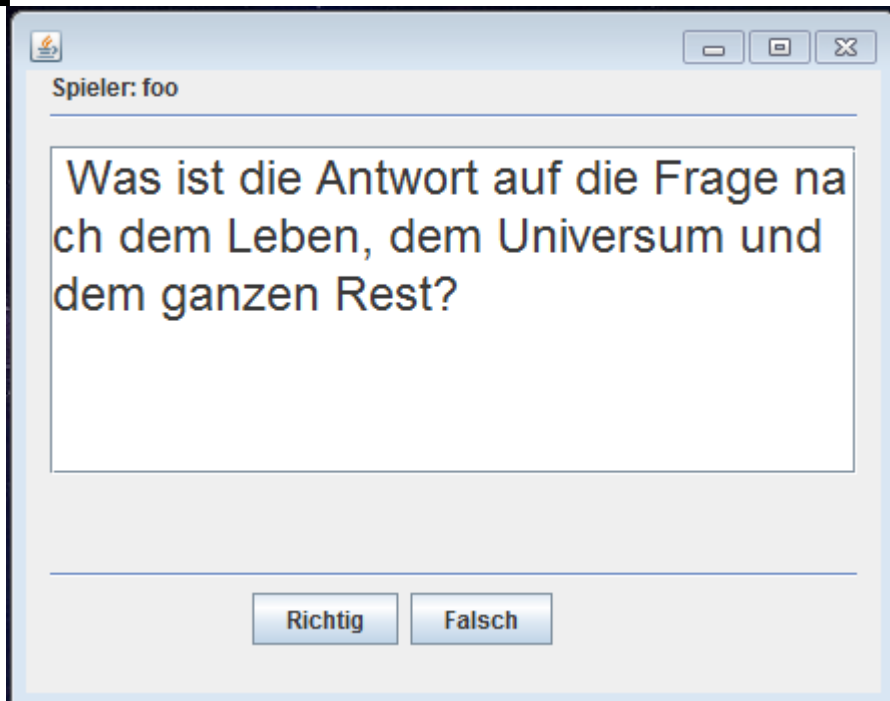 Spieler: foo
Was ist die Antwort auf die Frage na
ch dem Leben, dem Universum und
dem ganzen Rest?
Richtig
Falsch